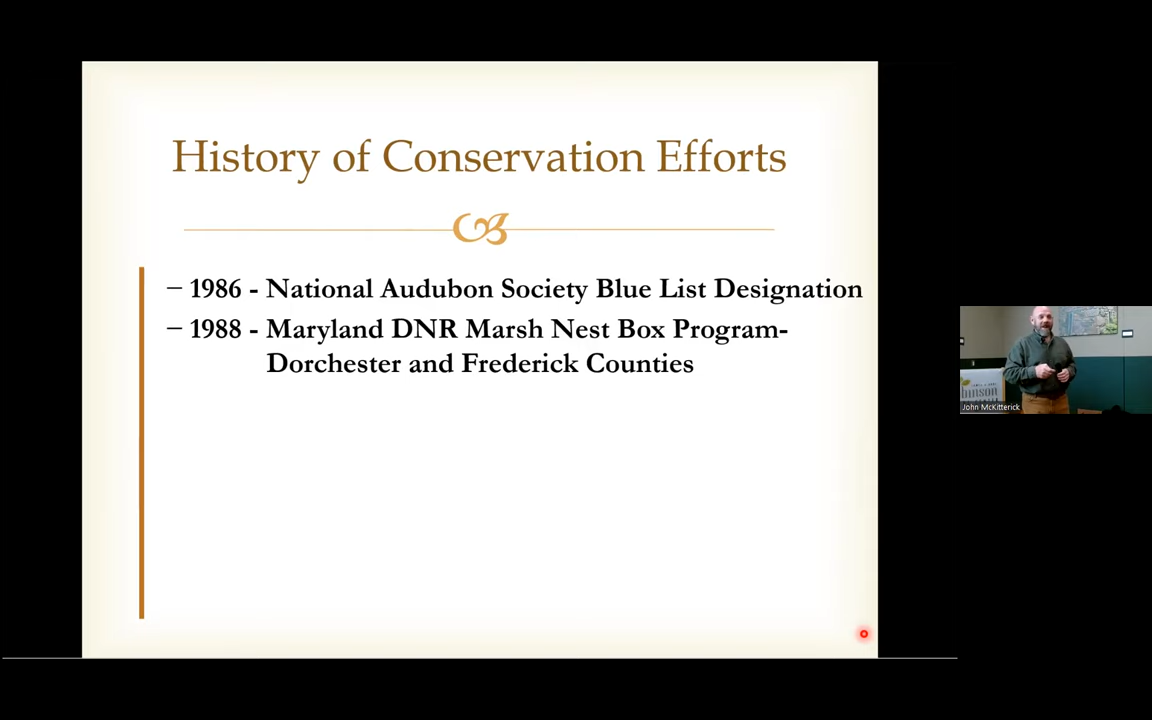 History of Conservation Efforts
– 1986 - National Audubon Society Blue List Designation
– 1988 - Maryland DNR Marsh Nest Box Program-
Dorchester and Frederick Counties
John McKitterick